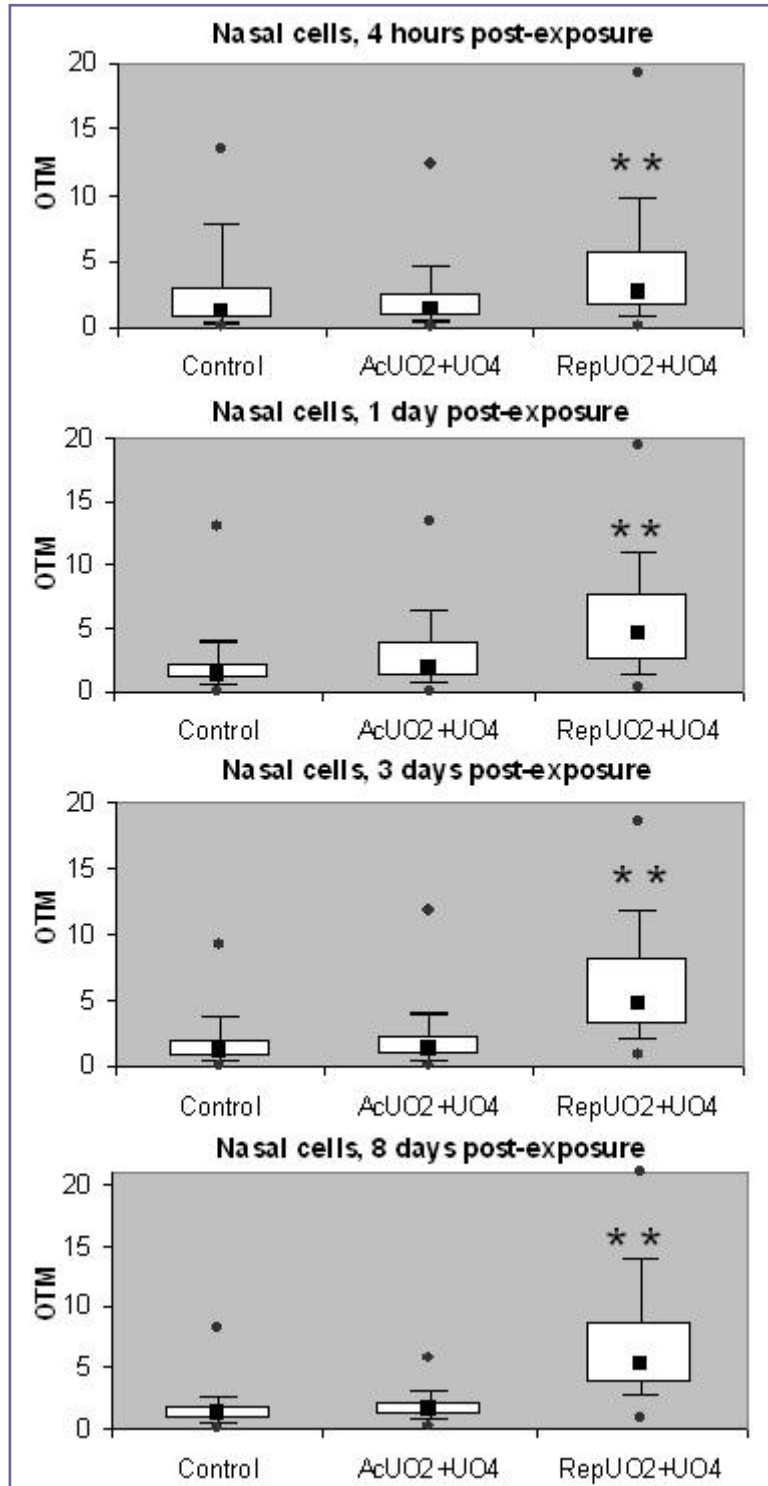 Nasal cells, 4 hours post-exposure
20
15
10
5
0
OTM
* *
Control AcUO2+UO4 RepUO2+UO4
Nasal cells, 1 day post-exposure
20
15
10
5
0
OTM
* *
Control AcUO2+UO4 RepUO2+UO4
Nasal cells, 3 days post-exposure
20
15
10
5
0
OTM
* *
Control AcUO2+UO4 RepUO2+UO4
Nasal cells, 8 days post-exposure
20
15
10
5
0
OTM
* *
Control AcUO2+UO4 RepUO2+UO4